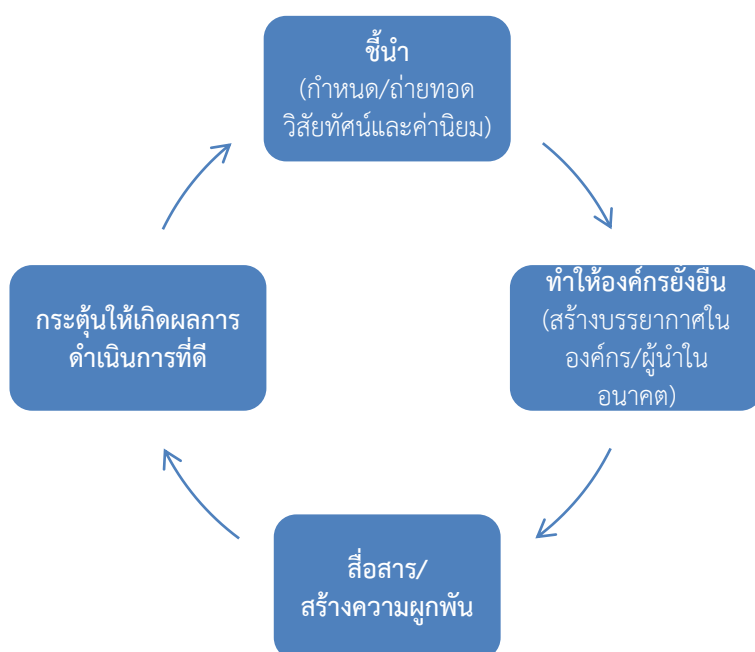 ชี้นำ
(กำหนด/ถ่ายทอด
วิสัยทัศน์และค่านิยม)
ทำให้องค์กรยั่งยืน
(สร้างบรรยากาศใน
องค์กร/ผู้นำใน
อนาคต)
สื่อสาร/
สร้างความผูกพัน
กระตุ้นให้เกิดผลการ
ดำเนินการที่ดี